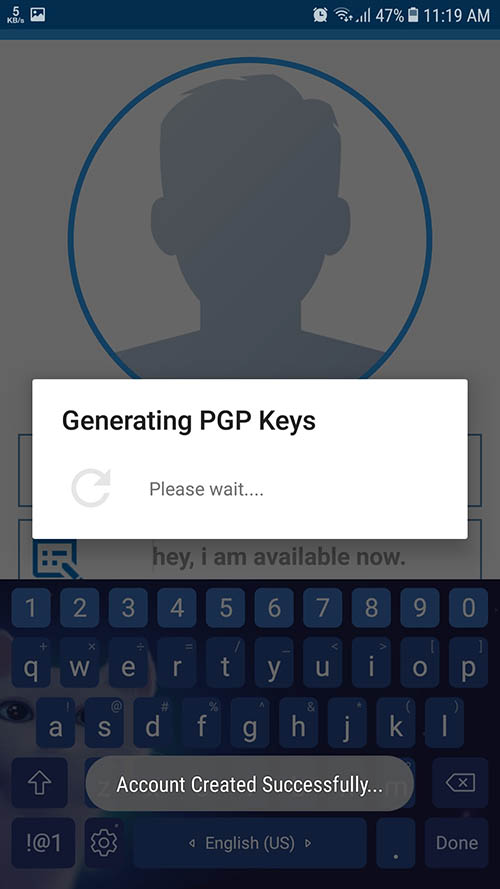 5
KB/s
47%
11:19 AM
Generating PGP Keys
Please wait....
hey, i am available now.
1 2 3 4 5 6 7 8 9 0
+ × ÷ = / _ < > [ ]
q w e r t y u i o p
@ # % ^ & * ( )
a s d f g h j k l
z m
Account Created Successfully...
!@1
English (US)
.
Done